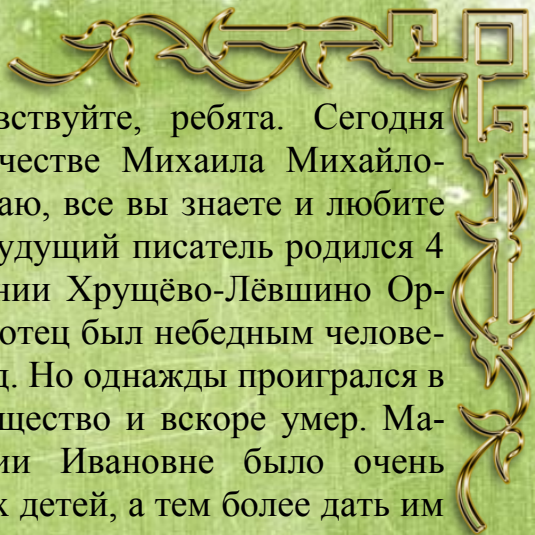 вствуйте, ребята. Сегодня
честве Михаила Михайло-
аю, все вы знаете и любите
удущий писатель родился 4
нии Хрущёво-Лёвшино Ор-
отец был небедным челове-
д. Но однажды проигрался в
щество и вскоре умер. Ма-
ии Ивановне было очень
х детей, а тем более дать им